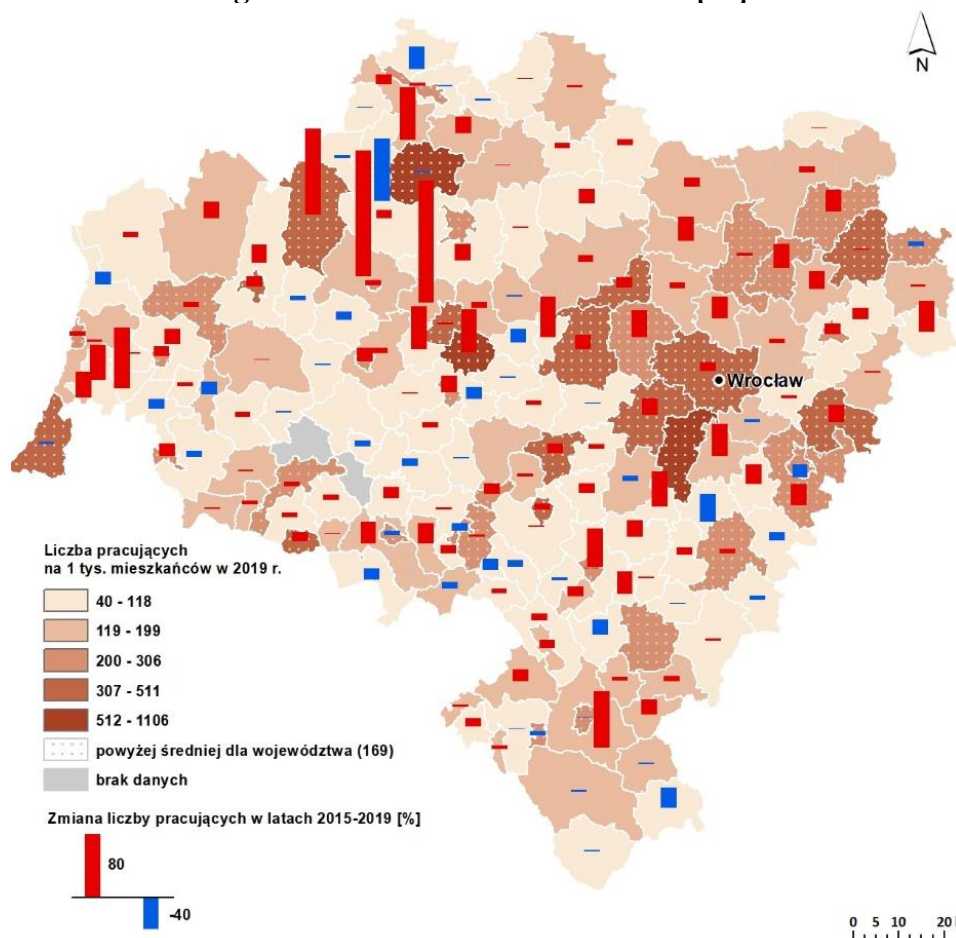 N
Wrocław
Liczba pracujących
na 1 tys. mieszkańców w 2019 r.
40 - 118
119 - 199
200 - 306
307 - 511
512 - 1106
powyżej średniej dla województwa (169)
brak danych
Zmiana liczby pracujących w latach 2015-2019 [%]
80
-40
0 5 10 20